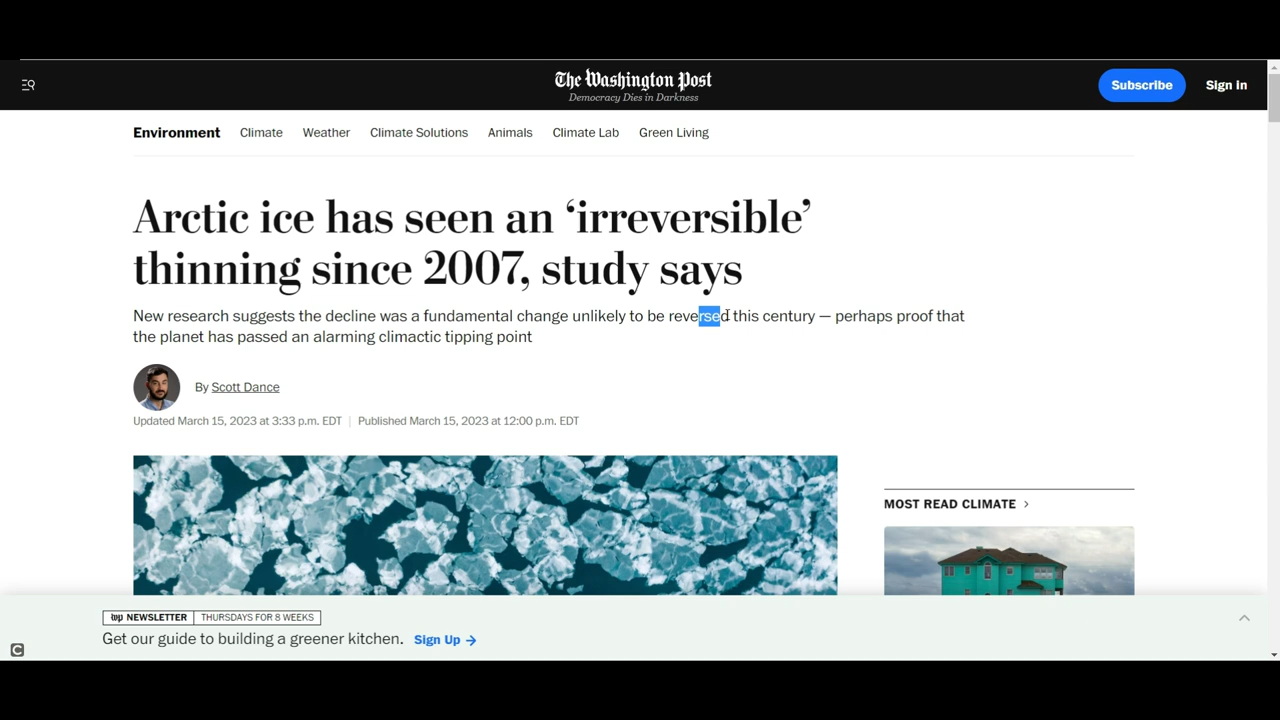 The Washington Post
Democracy Dies in Darkness
Subscribe
Sign in
Environment Climate Weather Climate Solutions Animals Climate Lab Green Living
Arctic ice has seen an ‘irreversible’
thinning since 2007, study says
New research suggests the decline was a fundamental change unlikely to be reversed this century — perhaps proof that
the planet has passed an alarming climactic tipping point
By Scott Dance
Updated March 15, 2023 at 3:33 p.m. EDT | Published March 15, 2023 at 12:00 p.m. EDT
MOST READ CLIMATE >
wp NEWSLETTER THURSDAYS FOR 8 WEEKS
Get our guide to building a greener kitchen. Sign Up →
C